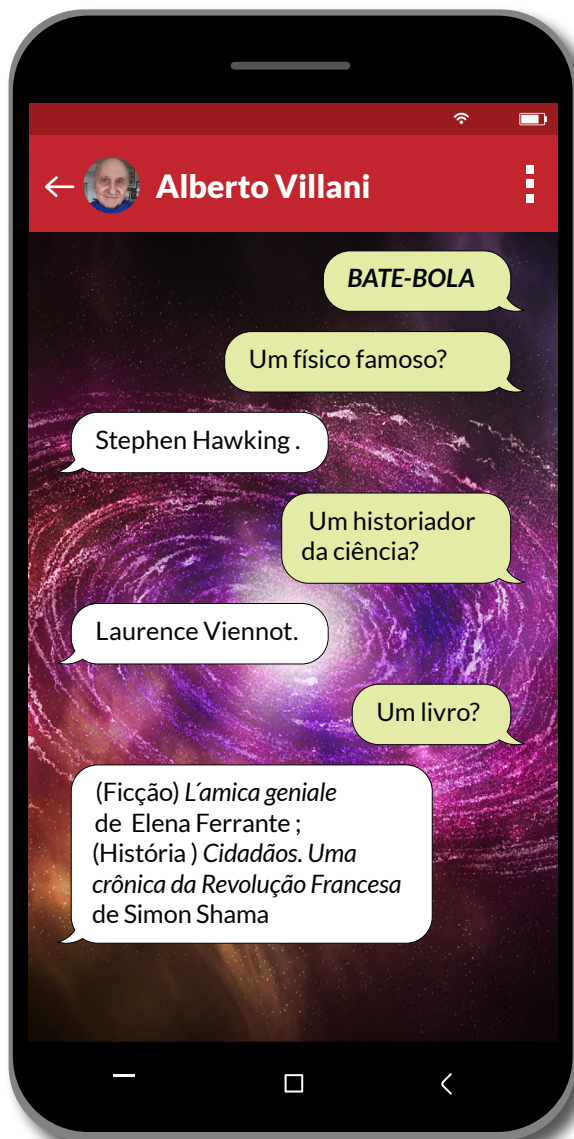 Alberto Villani
BATE-BOLA
Um físico famoso?
Stephen Hawking .
Um historiador
da ciência?
Laurence Viennot.
Um livro?
(Ficção) L´amica geniale
de Elena Ferrante ;
(História ) Cidadãos. Uma
crônica da Revolução Francesa
de Simon Shama